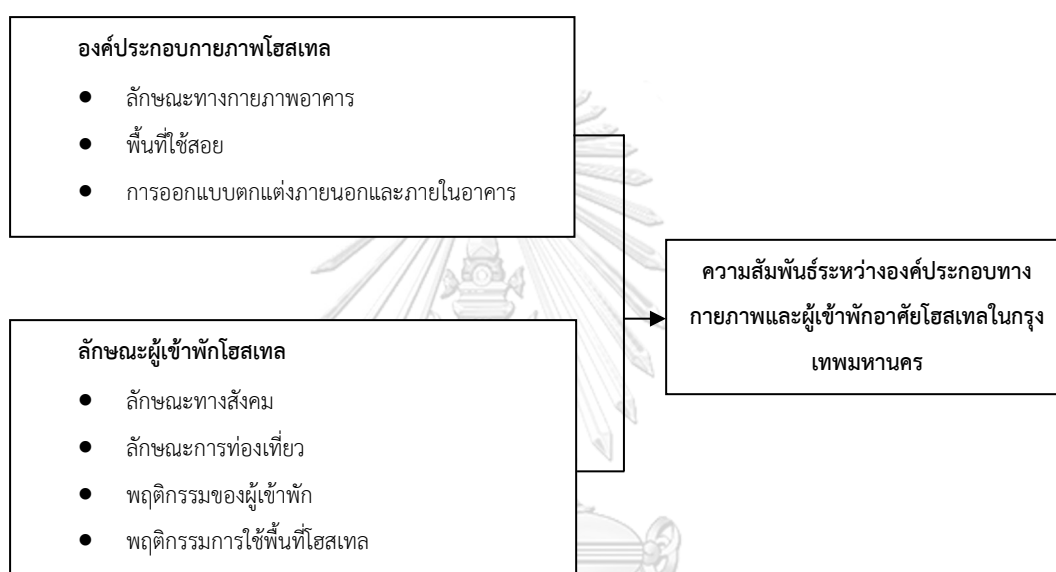 องค์ประกอบกายภาพโฮสเทล
● ลักษณะทางกายภาพอาคาร
● พื้นที่ใช้สอย
● การออกแบบตกแต่งภายนอกและภายในอาคาร
ลักษณะผู้เข้าพักโฮสเทล
● ลักษณะทางสังคม
● ลักษณะการท่องเที่ยว
● พฤติกรรมของผู้เข้าพัก
● พฤติกรรมการใช้พื้นที่โฮสเทล
ความสัมพันธ์ระหว่างองค์ประกอบทาง
กายภาพและผู้เข้าพักอาศัยโฮสเทลในกรุง
เทพมหานคร